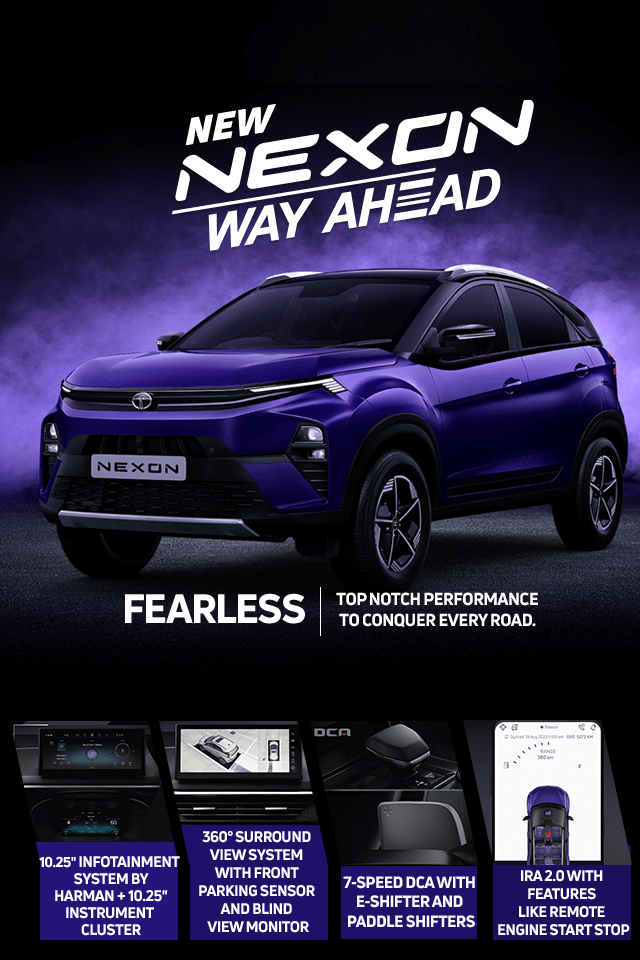 NEW
NEXON
WAY AHEAD
NEXON
FEARLESS
TOP NOTCH PERFORMANCE
TO CONQUER EVERY ROAD.
10.25" INFOTAINMENT
SYSTEM BY
HARMAN + 10.25"
INSTRUMENT
CLUSTER
360° SURROUND
VIEW SYSTEM
WITH FRONT
PARKING SENSOR
AND BLIND
VIEW MONITOR
DCA
7-SPEED DCA WITH
E-SHIFTER AND
PADDLE SHIFTERS
RANGE
360 km
IRA 2.0 WITH
FEATURES
LIKE REMOTE
ENGINE START STOP